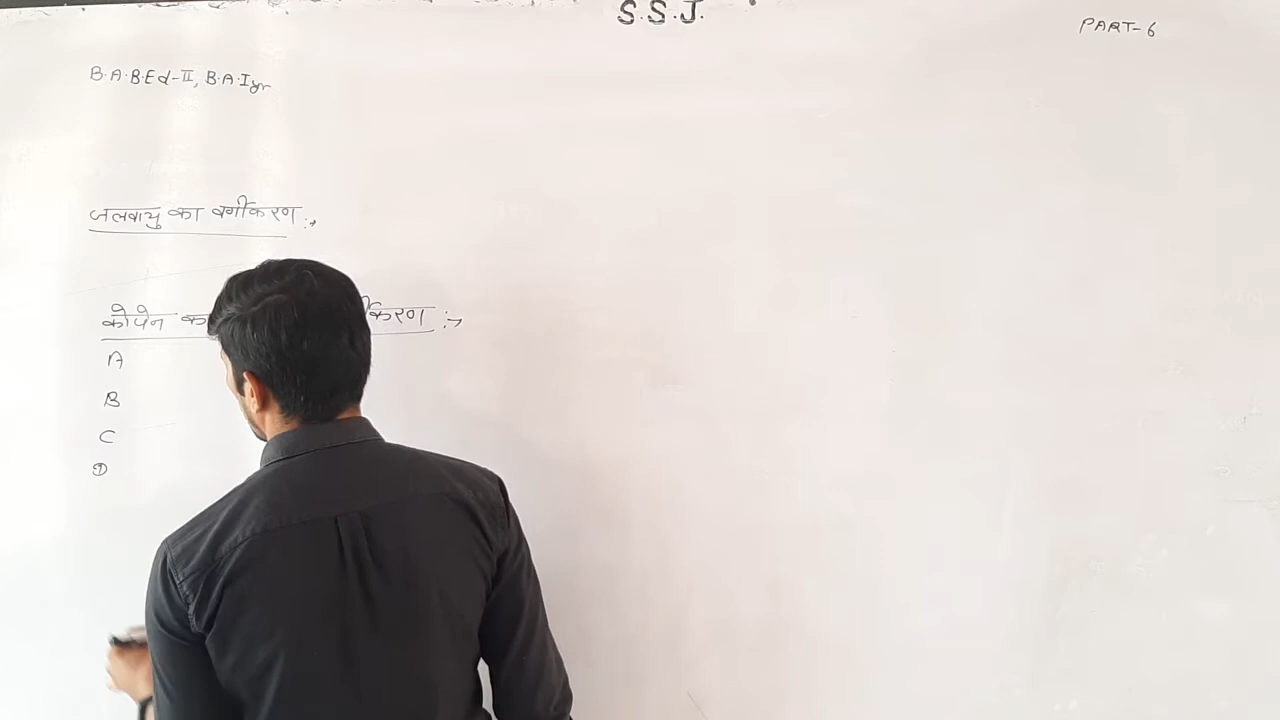 S.S.J.
PART-6
B.A.B.Ed-II, B.A.I yr
जलवायु का वर्गीकरण :→
कोपेन का र्गीकरण :→
A
B
C
D